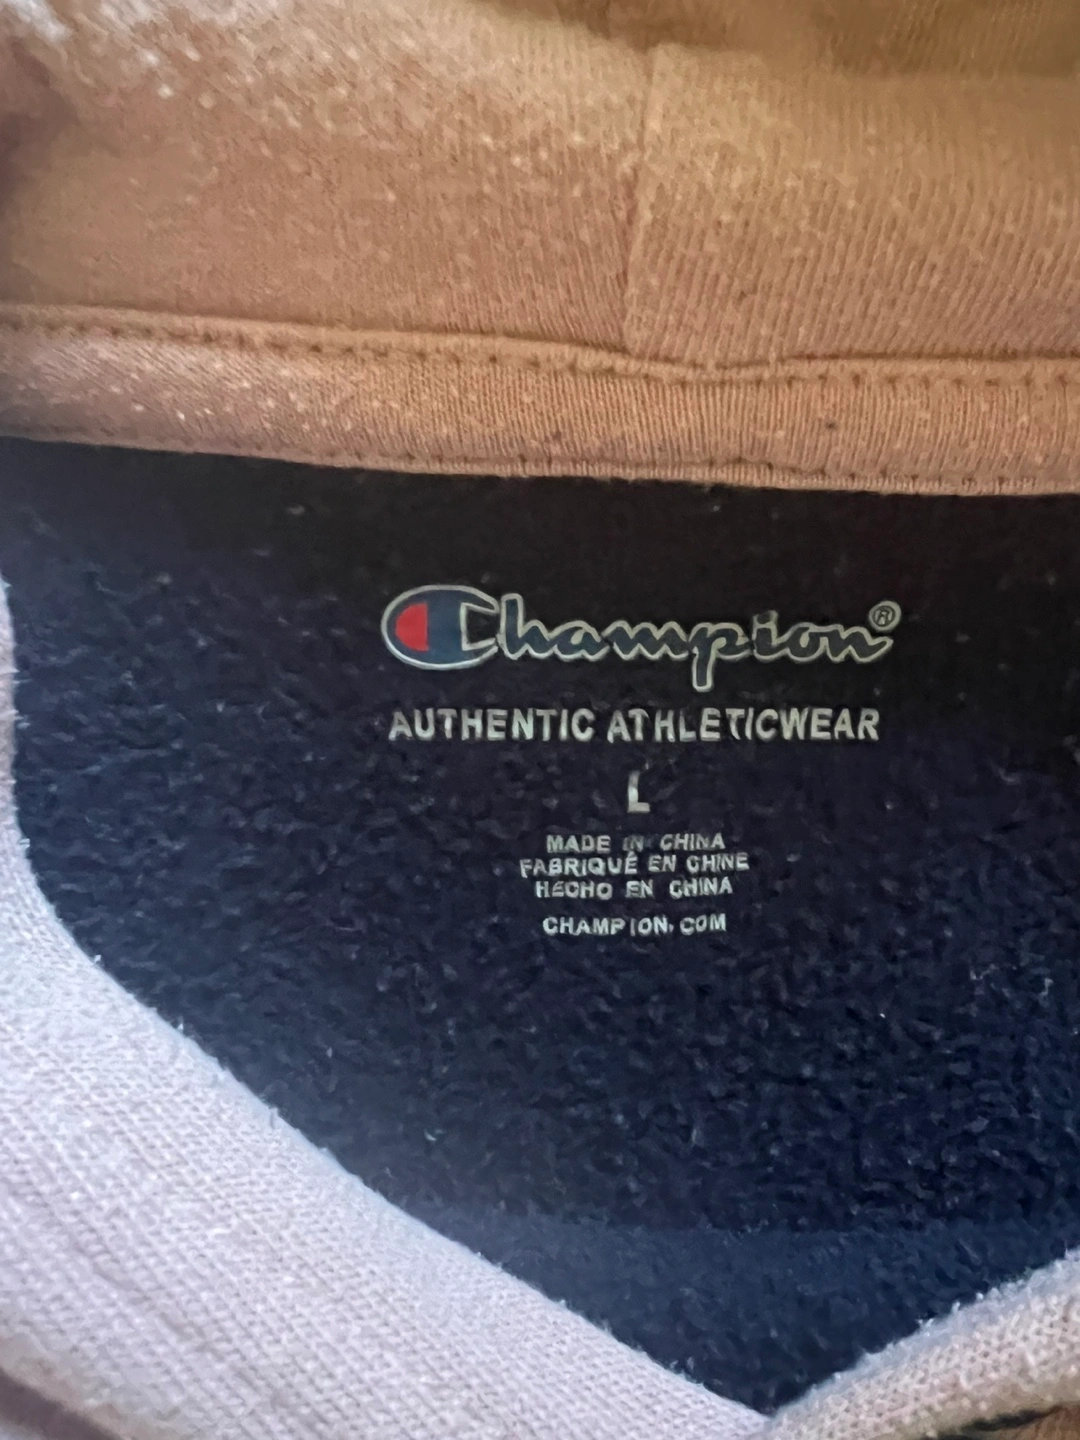 Champion®
AUTHENTIC ATHLETICWEAR
L
MADE IN CHINA
FABRIQUÉ EN CHINE
HECHO EN CHINA
CHAMPION.COM